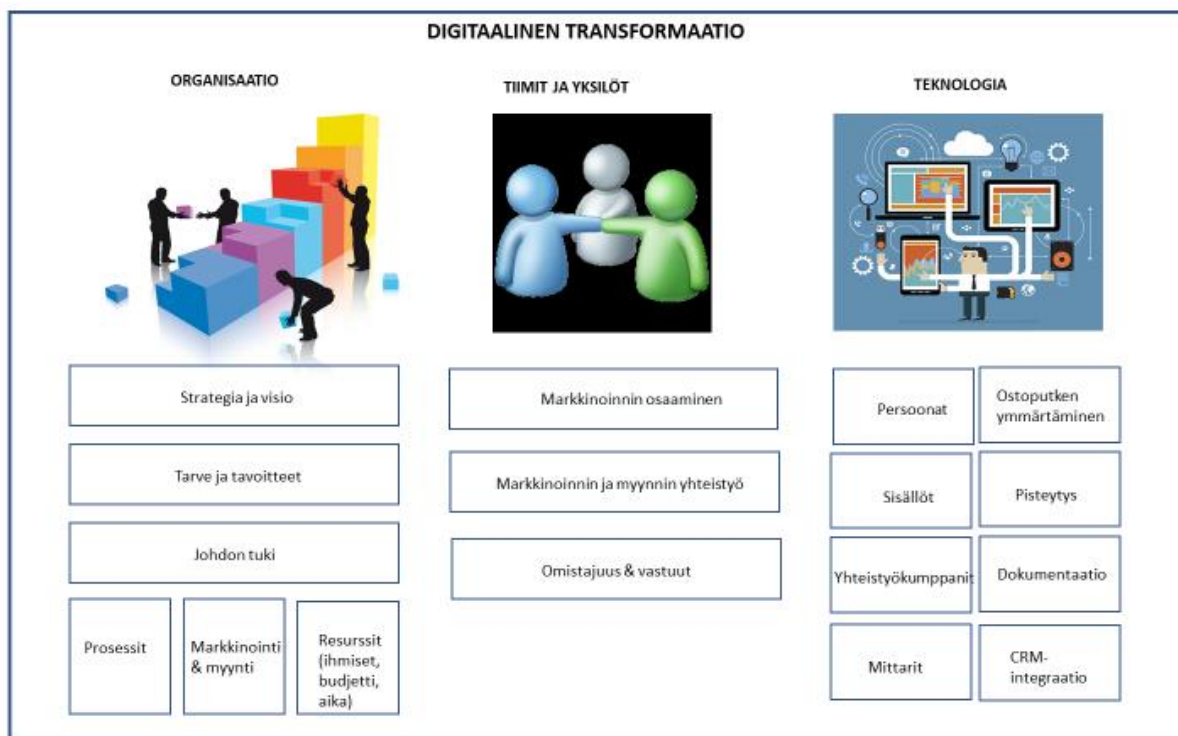 DIGITAALINEN TRANSFORMAATIO
ORGANISAATIO
Strategia ja visio
Tarve ja tavoitteet
Johdon tuki
Prosessit
Markkinointi
& myynti
Resurssit
(ihmiset,
budjetti,
aika)
TIIMIT JA YKSILÖT
Markkinoinnin osaaminen
Markkinoinnin ja myynnin yhteistyö
Omistajuus & vastuut
TEKNOLOGIA
Persoonat
Ostoputken
ymmärtäminen
Sisällöt
Pisteytys
Yhteistyökumppanit
Dokumentaatio
Mittarit
CRM-
integraatio